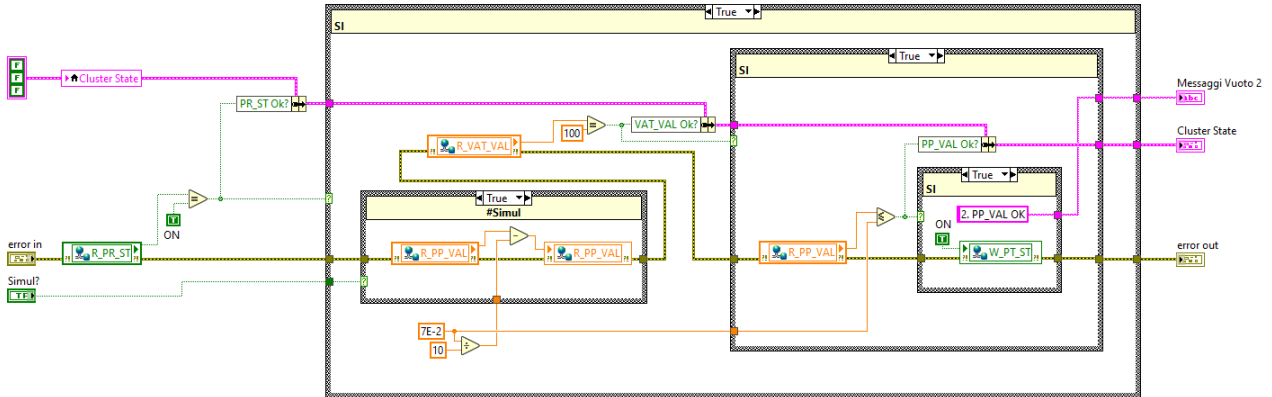 True
SI
True
SI
F
F
F
Cluster State
PR_ST Ok?
R_VAT_VAL
100
=
VAT_VAL Ok?
PP_VAL Ok?
Messaggi Vuoto 2
abc
Cluster State
True
SI
2. PP_VAL OK
ON
T
W_PT_ST
=
T
ON
True
#Simul
R_PP_VAL
R_PP_VAL
R_PP_VAL
error in
R_PR_ST
Simul?
TF
error out
7E-2
10